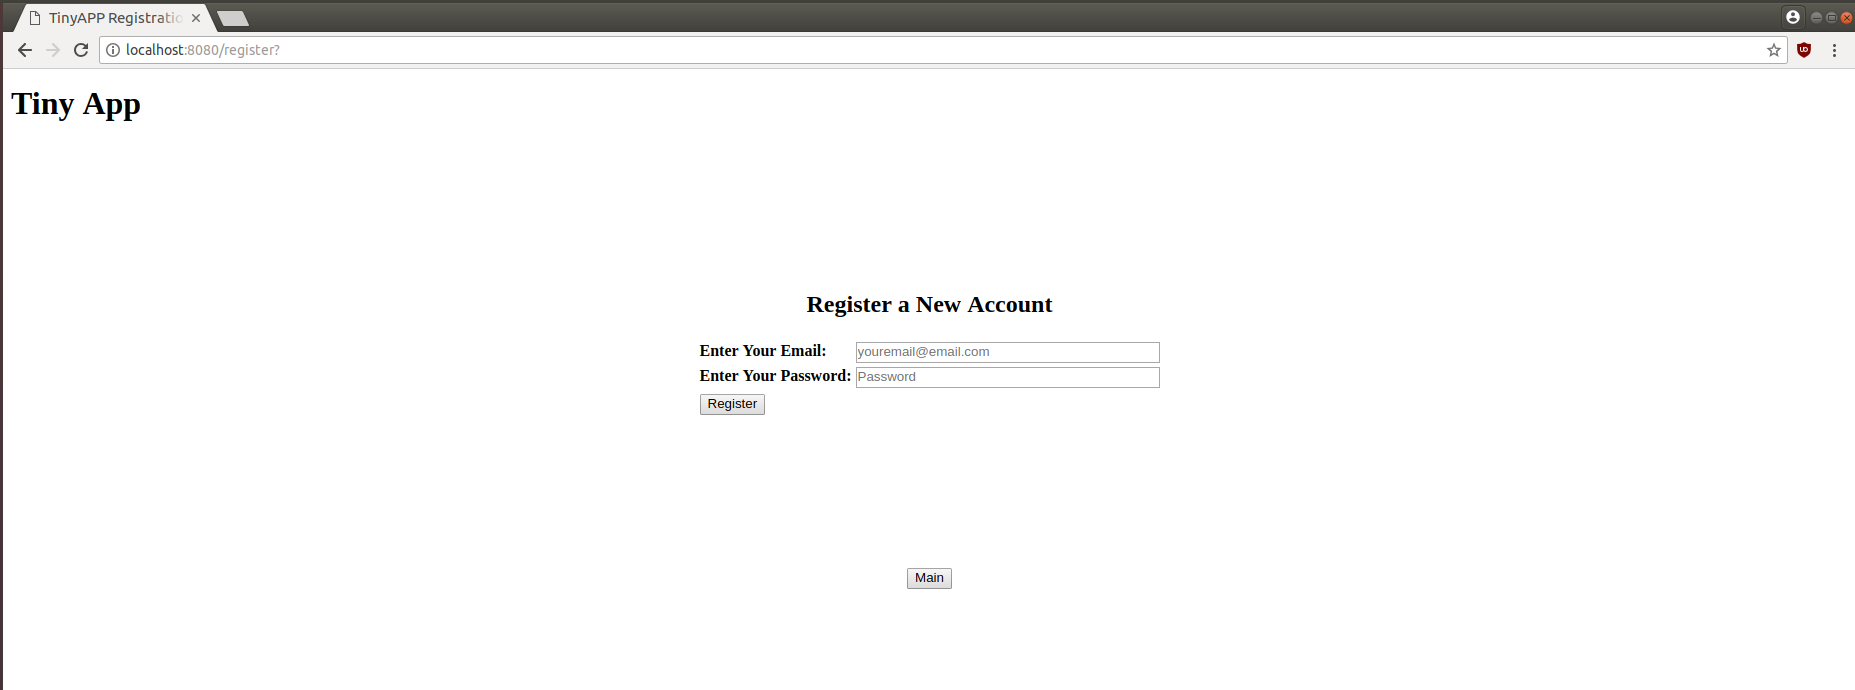 TinyAPP Registratio
localhost:8080/register?
Tiny App
Register a New Account
Enter Your Email: youremail@email.com
Enter Your Password: Password
Register
Main